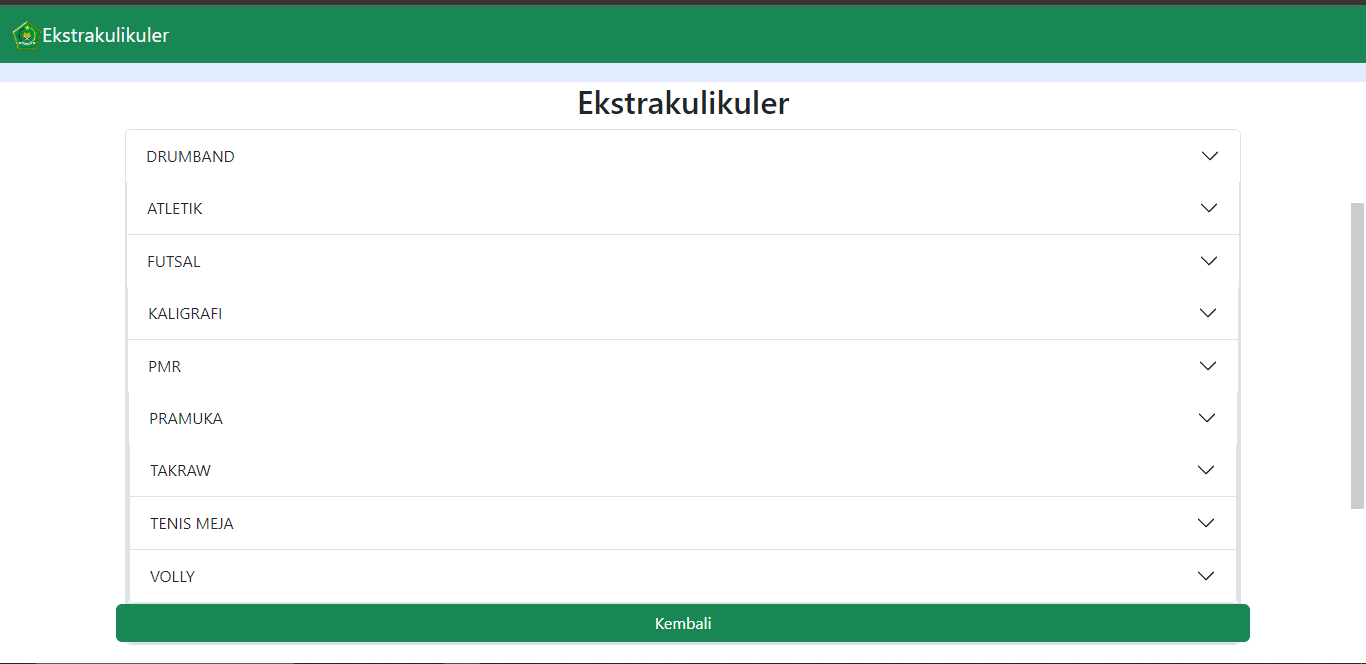 Ekstrakulikuler
Ekstrakulikuler
DRUMBAND
ATLETIK
FUTSAL
KALIGRAFI
PMR
PRAMUKA
TAKRAW
TENIS MEJA
VOLLY
Kembali